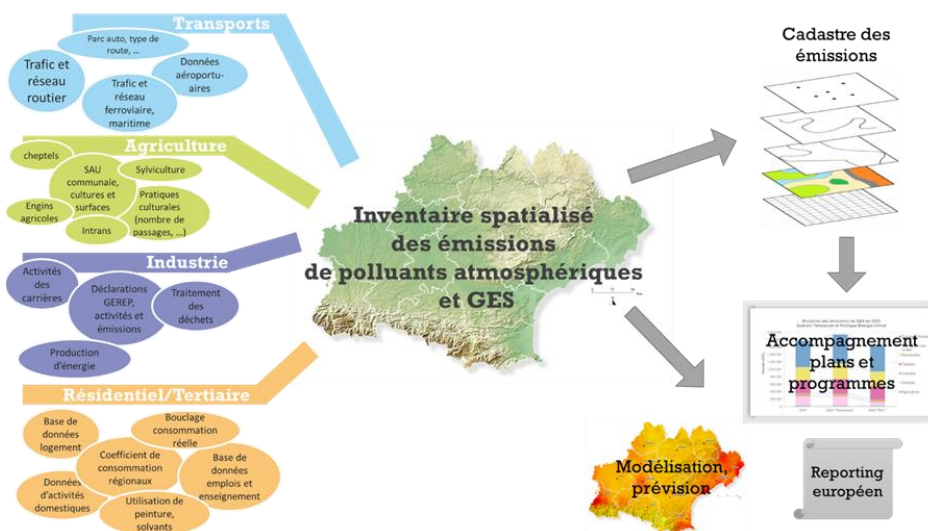 Transports
Parc auto, type de
route, ...
Trafic et
réseau
routier
Données
aéroportu-
aires
Trafic et
réseau
ferroviaire,
maritime
Agriculture
cheptels
SAU
communale,
cultures et
surfaces
Sylviculture
Engins
agricoles
Pratiques
culturales
(nombre de
passages, ...)
Intrans
Industrie
Activités
des
carrières
Déclarations
GEREP,
activités et
émissions
Traitement
des
déchets
Production
d'énergie
Résidentiel/Tertiaire
Base de
données
logement
Bouclage
consommation
réelle
Coefficient de
consommation
régionaux
Base de
données
emplois et
enseignement
Données
d'activités
domestiques
Utilisation de
peinture,
solvants
Inventaire spatialisé
des émissions
de polluants atmosphériques
et GES
Cadastre des
émissions
Accompagnement
plans et
programmes
Modélisation,
prévision
Reporting
européen